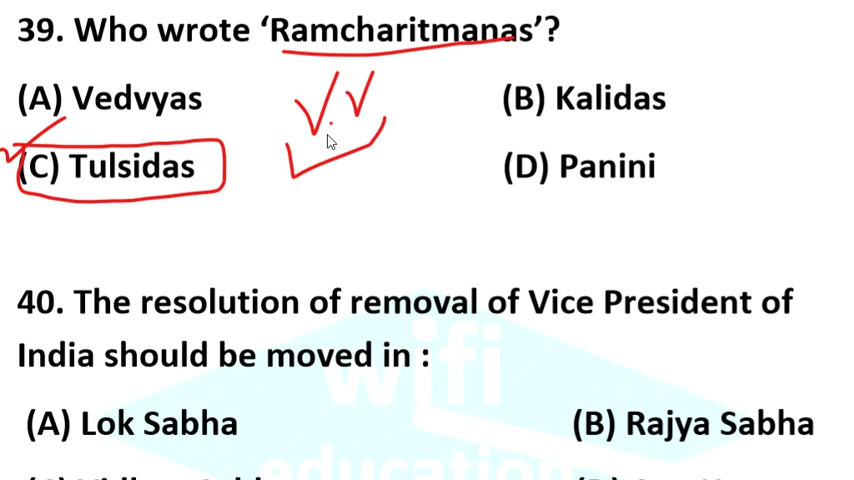 39. Who wrote ‘Ramcharitmanas’?
(A) Vedvyas (B) Kalidas
(C) Tulsidas (D) Panini
40. The resolution of removal of Vice President of
India should be moved in :
(A) Lok Sabha (B) Rajya Sabha
wifi
education